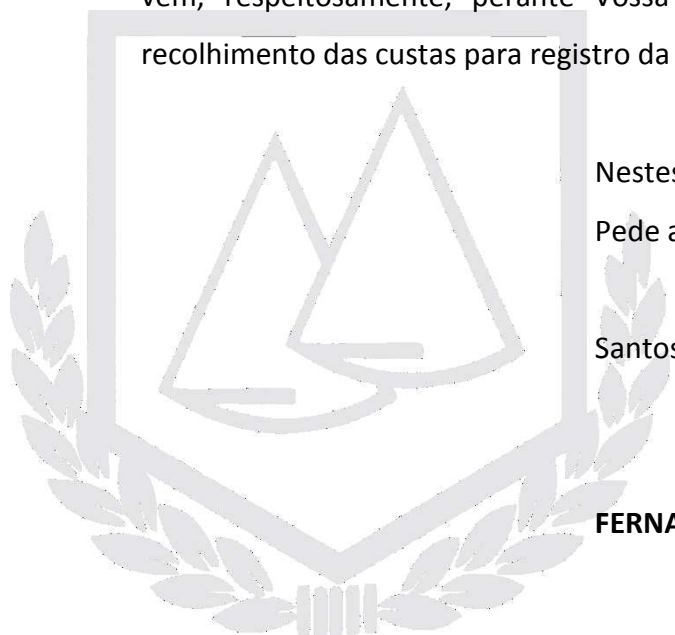 vem, respeitosamente, perante Vossa
recolhimento das custas para registro da
Nestes
Pede a
Santos
FERNA